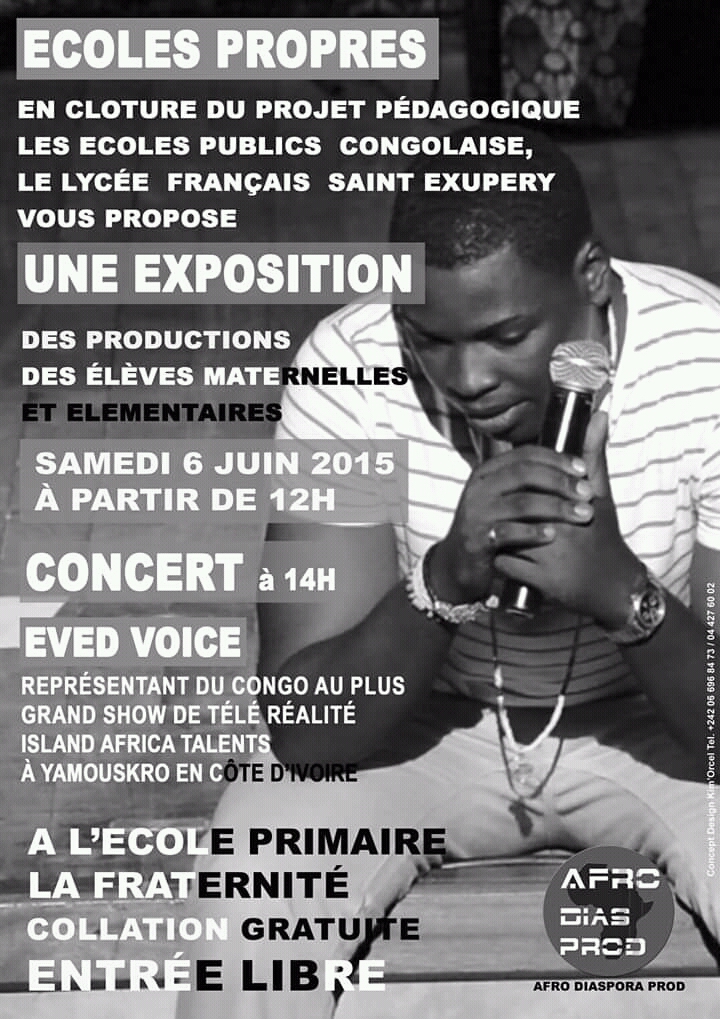 ECOLES PROPRES
EN CLOTURE DU PROJET PÉDAGOGIQUE
LES ECOLES PUBLICS CONGOLAISE,
LE LYCÉE FRANÇAIS SAINT EXUPERY
VOUS PROPOSE
UNE EXPOSITION
DES PRODUCTIONS
DES ÉLÈVES MATERNELLES
ET ELEMENTAIRES
SAMEDI 6 JUIN 2015
À PARTIR DE 12H
CONCERT à 14H
EVED VOICE
REPRÉSENTANT DU CONGO AU PLUS
GRAND SHOW DE TÉLÉ RÉALITÉ
ISLAND AFRICA TALENTS
À YAMOUSKRO EN CÔTE D'IVOIRE
A L'ECOLE PRIMAIRE
LA FRATERNITÉ
COLLATION GRATUITE
ENTRÉE LIBRE
AFRO
DIAS
PROD
AFRO DIASPORA PROD
Concept Design Kim'Orcel Tel. +242 06 696 84 73 / 04 427 60 02